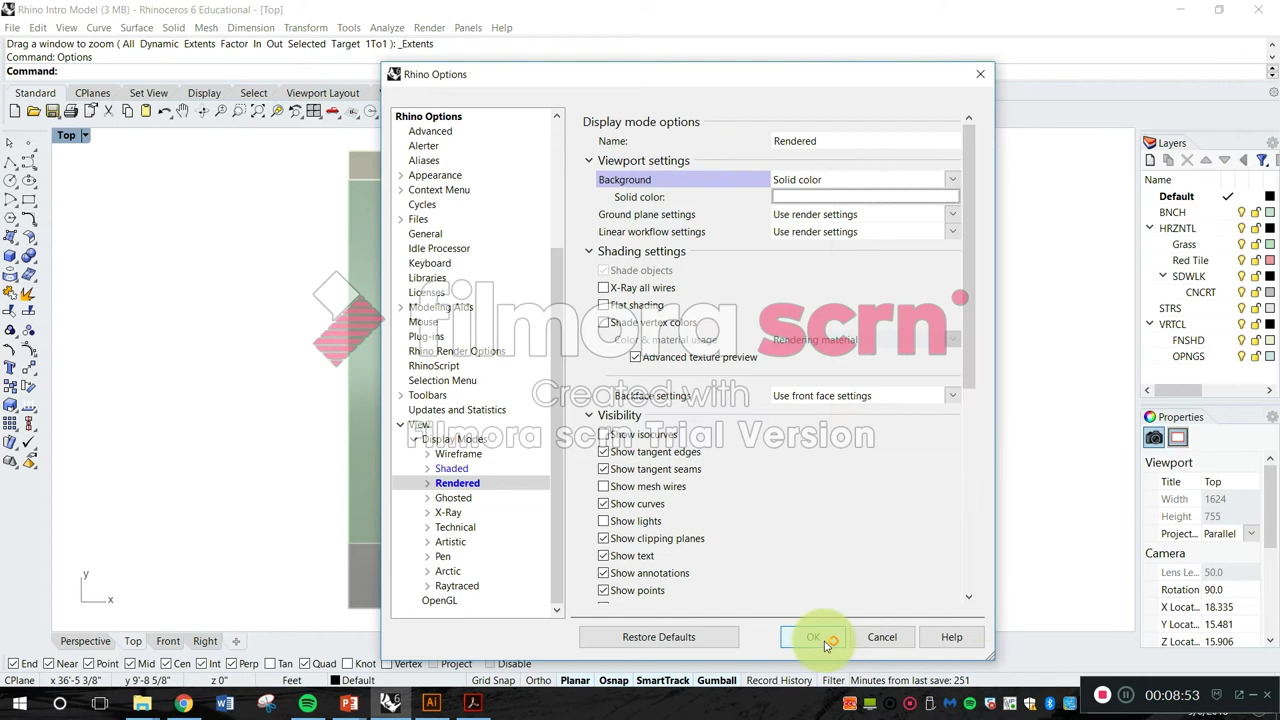 Rhino Intro Model (3 MB) - Rhinoceros 6 Educational - [Top]
File Edit View Curve Surface Solid Mesh Dimension Transform Tools Analyze Render Panels Help
Drag a window to zoom ( All Dynamic Extents Factor In Out Selected Target 1To1 ): _Extents
Command: Options
Command:
Standard CPlanes Set View Display Select Viewport Layout
Top
Rhino Options
Rhino Options
Advanced
Alerter
Aliases
Appearance
Context Menu
Cycles
Files
General
Idle Processor
Keyboard
Libraries
Licenses
Modeling Aids
Mouse
Plug-ins
Rhino Render Options
RhinoScript
Selection Menu
Toolbars
Updates and Statistics
View
Display Modes
Wireframe
Shaded
Rendered
Ghosted
X-Ray
Technical
Artistic
Pen
Arctic
Raytraced
OpenGL
Display mode options
Name: Rendered
Viewport settings
Background Solid color
Solid color:
Ground plane settings Use render settings
Linear workflow settings Use render settings
Shading settings
Shade objects
X-Ray all wires
Flat shading
Shade vertex colors
Color & material usage Rendering material
Advanced texture preview
Backface settings Use front face settings
Visibility
Show isocurves
Show tangent edges
Show tangent seams
Show mesh wires
Show curves
Show lights
Show clipping planes
Show text
Show annotations
Show points
Restore Defaults OK Cancel Help
filmora scrn
Created with
Filmora scrn Trial Version
Layers
Name
Default
BNCH
HRZNTL
Grass
Red Tile
SDWLK
CNCRT
STRS
VRTCL
FNSHD
OPNGS
Properties
Viewport
Title Top
Width 1624
Height 755
Project... Parallel
Camera
Lens Le... 50.0
Rotation 90.0
X Locat... 18.335
Y Locat... 15.481
Z Locat... 15.906
y
x
Perspective Top Front Right
End Near Point Mid Cen Int Perp Tan Quad Knot Vertex Project Disable
CPlane x 36'-5 3/8" y 9'-8 5/8" z 0" Feet Default Grid Snap Ortho Planar Osnap SmartTrack Gumball Record History Filter Minutes from last save: 251
00:08:53